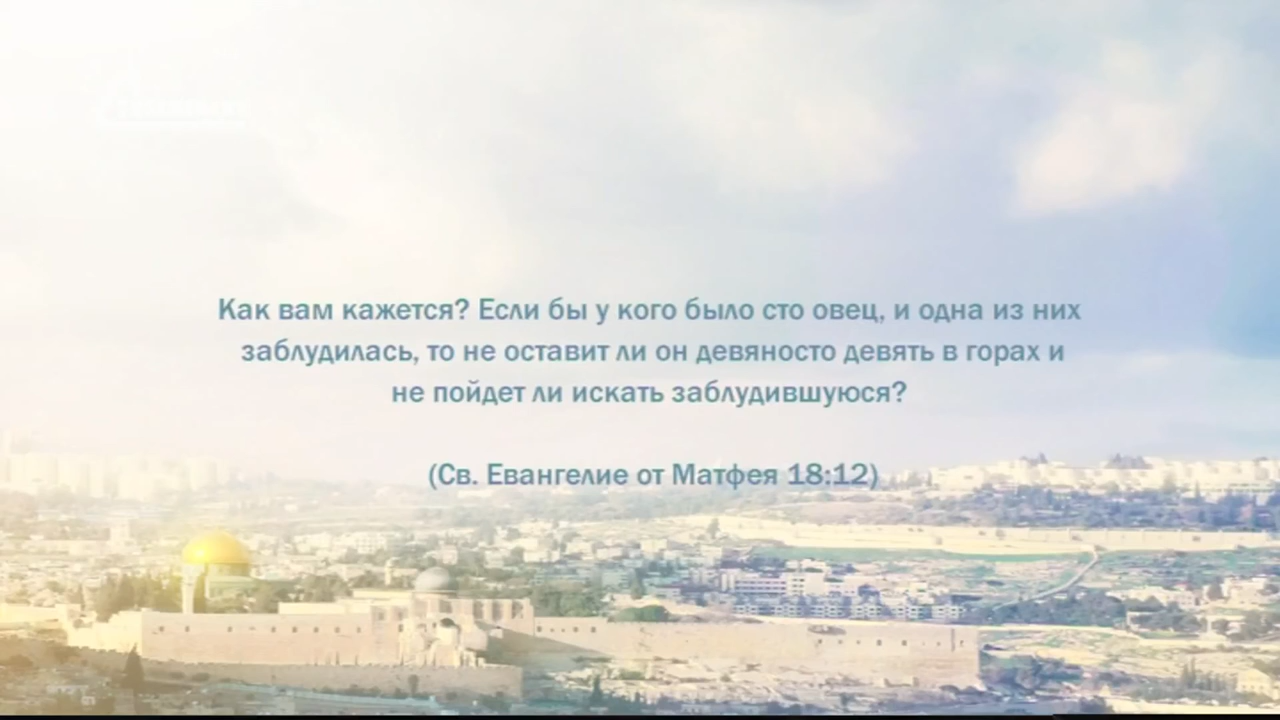 Как вам кажется? Если бы у кого было сто овец, и одна из них
заблудилась, то не оставит ли он девяносто девять в горах и
не пойдет ли искать заблудившуюся?
(Св. Евангелие от Матфея 18:12)